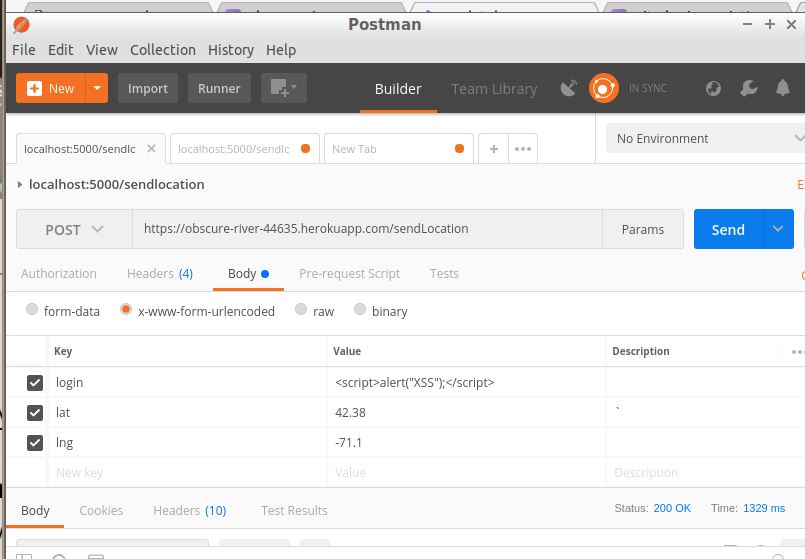 Postman
File Edit View Collection History Help
New Import Runner Builder Team Library IN SYNC
localhost:5000/sendlc localhost:5000/sendlc New Tab No Environment
localhost:5000/sendlocation
POST https://obscure-river-44635.herokuapp.com/sendLocation Params Send
Authorization Headers (4) Body Pre-request Script Tests
form-data x-www-form-urlencoded raw binary
Key Value Description
login <script>alert("XSS");</script>
lat 42.38 `
lng -71.1
New key Value Description
Body Cookies Headers (10) Test Results Status: 200 OK Time: 1329 ms